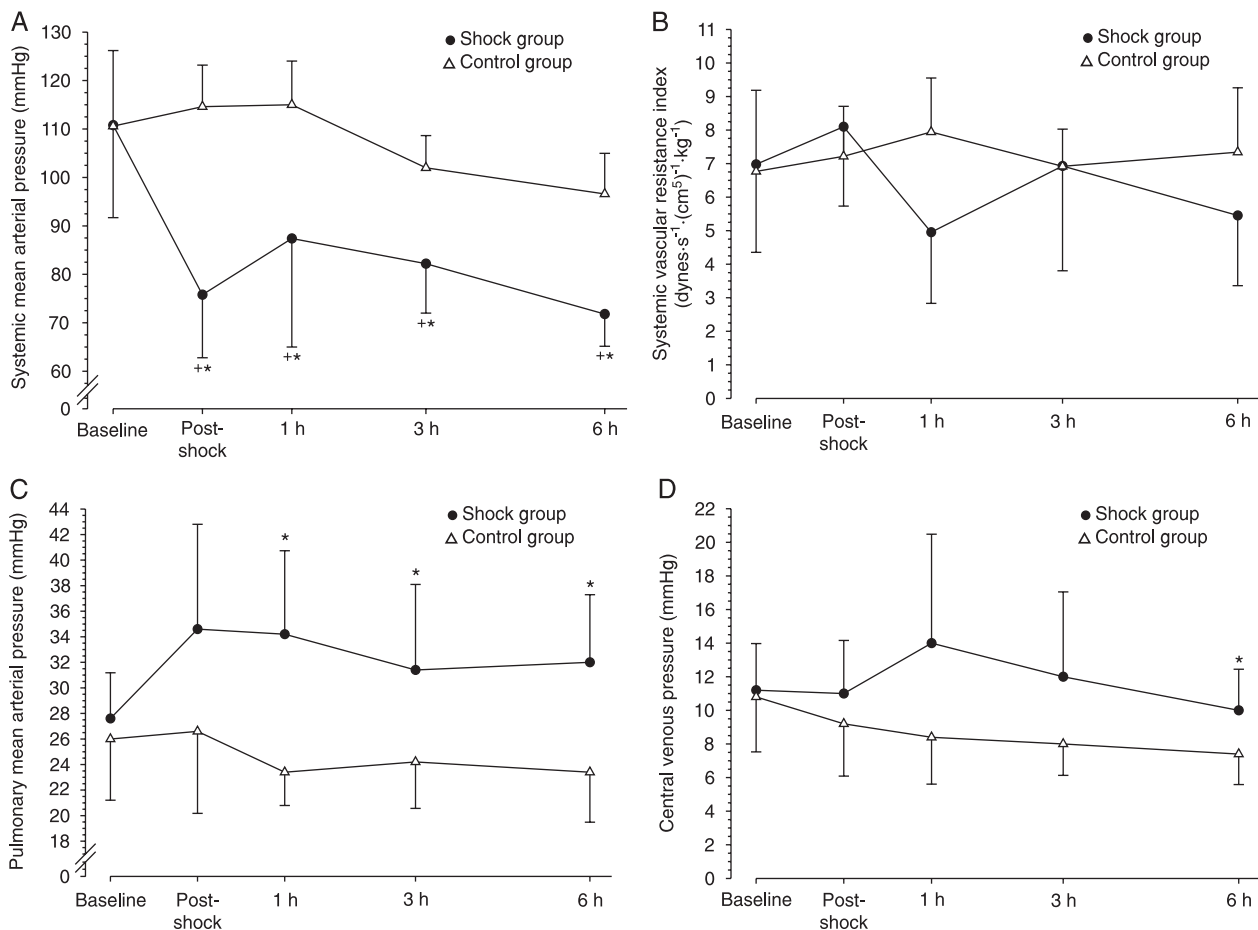 A
Systemic mean arterial pressure (mmHg)
130
120
110
100
90
80
70
60
0
Shock group
Control group
+*
+*
+*
+*
Baseline
Post-
shock
1 h
3 h
6 h
B
Systemic vascular resistance index
(dynes·s⁻¹·(cm⁵)⁻¹·kg⁻¹)
11
10
9
8
7
6
5
4
3
2
1
0
Shock group
Control group
Baseline
Post-
shock
1 h
3 h
6 h
C
Pulmonary mean arterial pressure (mmHg)
44
42
40
38
36
34
32
30
28
26
24
22
20
18
0
Shock group
Control group
*
*
*
Baseline
Post-
shock
1 h
3 h
6 h
D
Central venous pressure (mmHg)
22
20
18
16
14
12
10
8
6
4
2
0
Shock group
Control group
*
Baseline
Post-
shock
1 h
3 h
6 h